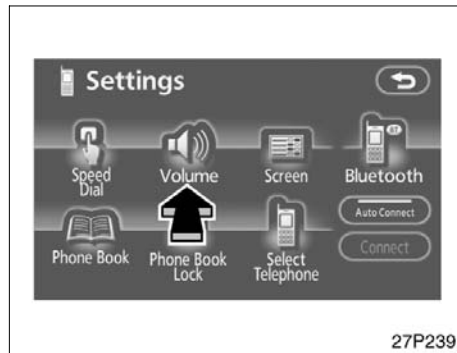 Settings
Speed
Dial
Volume
Screen
Bluetooth
Auto Connect
Phone Book
Phone Book
Lock
Select
Telephone
Connect
27P239